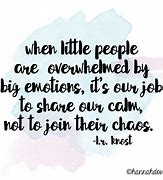 when little people
are overwhelmed by
big emotions, it's our job
to share our calm,
not to join their chaos.
-l.r. knost